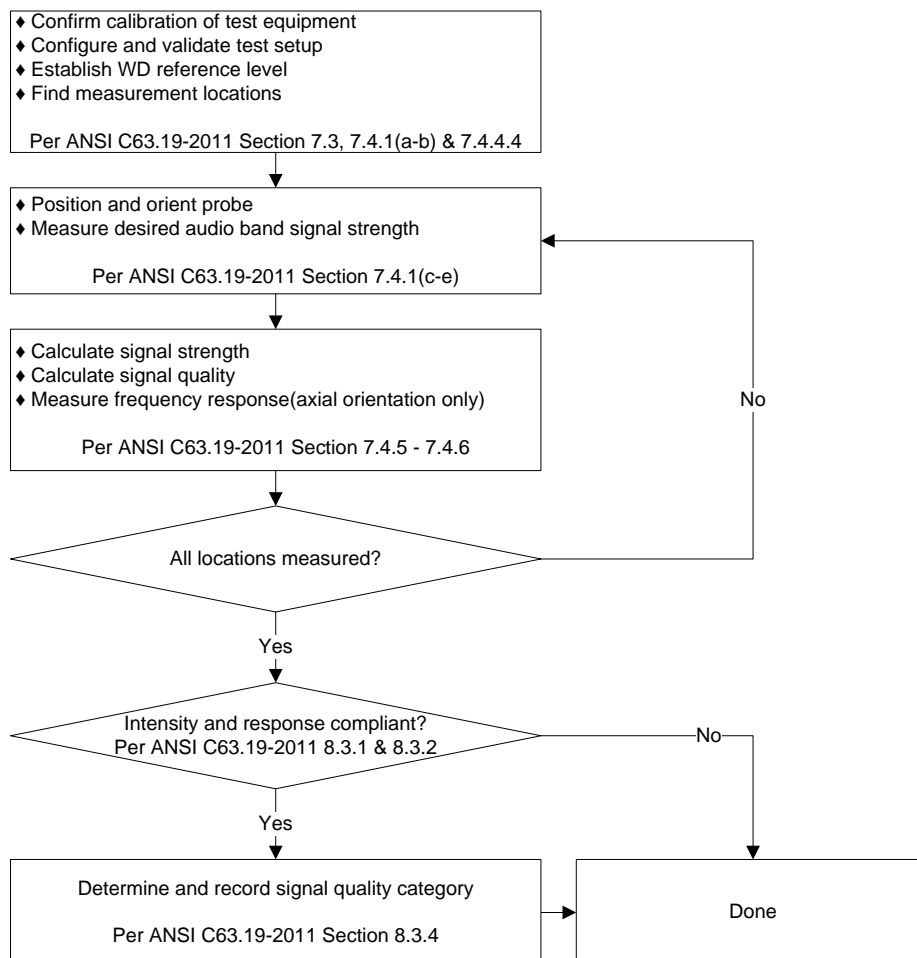 ♦ Confirm calibration of test equipment
♦ Configure and validate test setup
♦ Establish WD reference level
♦ Find measurement locations
Per ANSI C63.19-2011 Section 7.3, 7.4.1(a-b) & 7.4.4.4
♦ Position and orient probe
♦ Measure desired audio band signal strength
Per ANSI C63.19-2011 Section 7.4.1(c-e)
♦ Calculate signal strength
♦ Calculate signal quality
♦ Measure frequency response(axial orientation only)
Per ANSI C63.19-2011 Section 7.4.5 - 7.4.6
No
All locations measured?
Yes
Intensity and response compliant?
Per ANSI C63.19-2011 8.3.1 & 8.3.2
No
Yes
Determine and record signal quality category
Per ANSI C63.19-2011 Section 8.3.4
Done